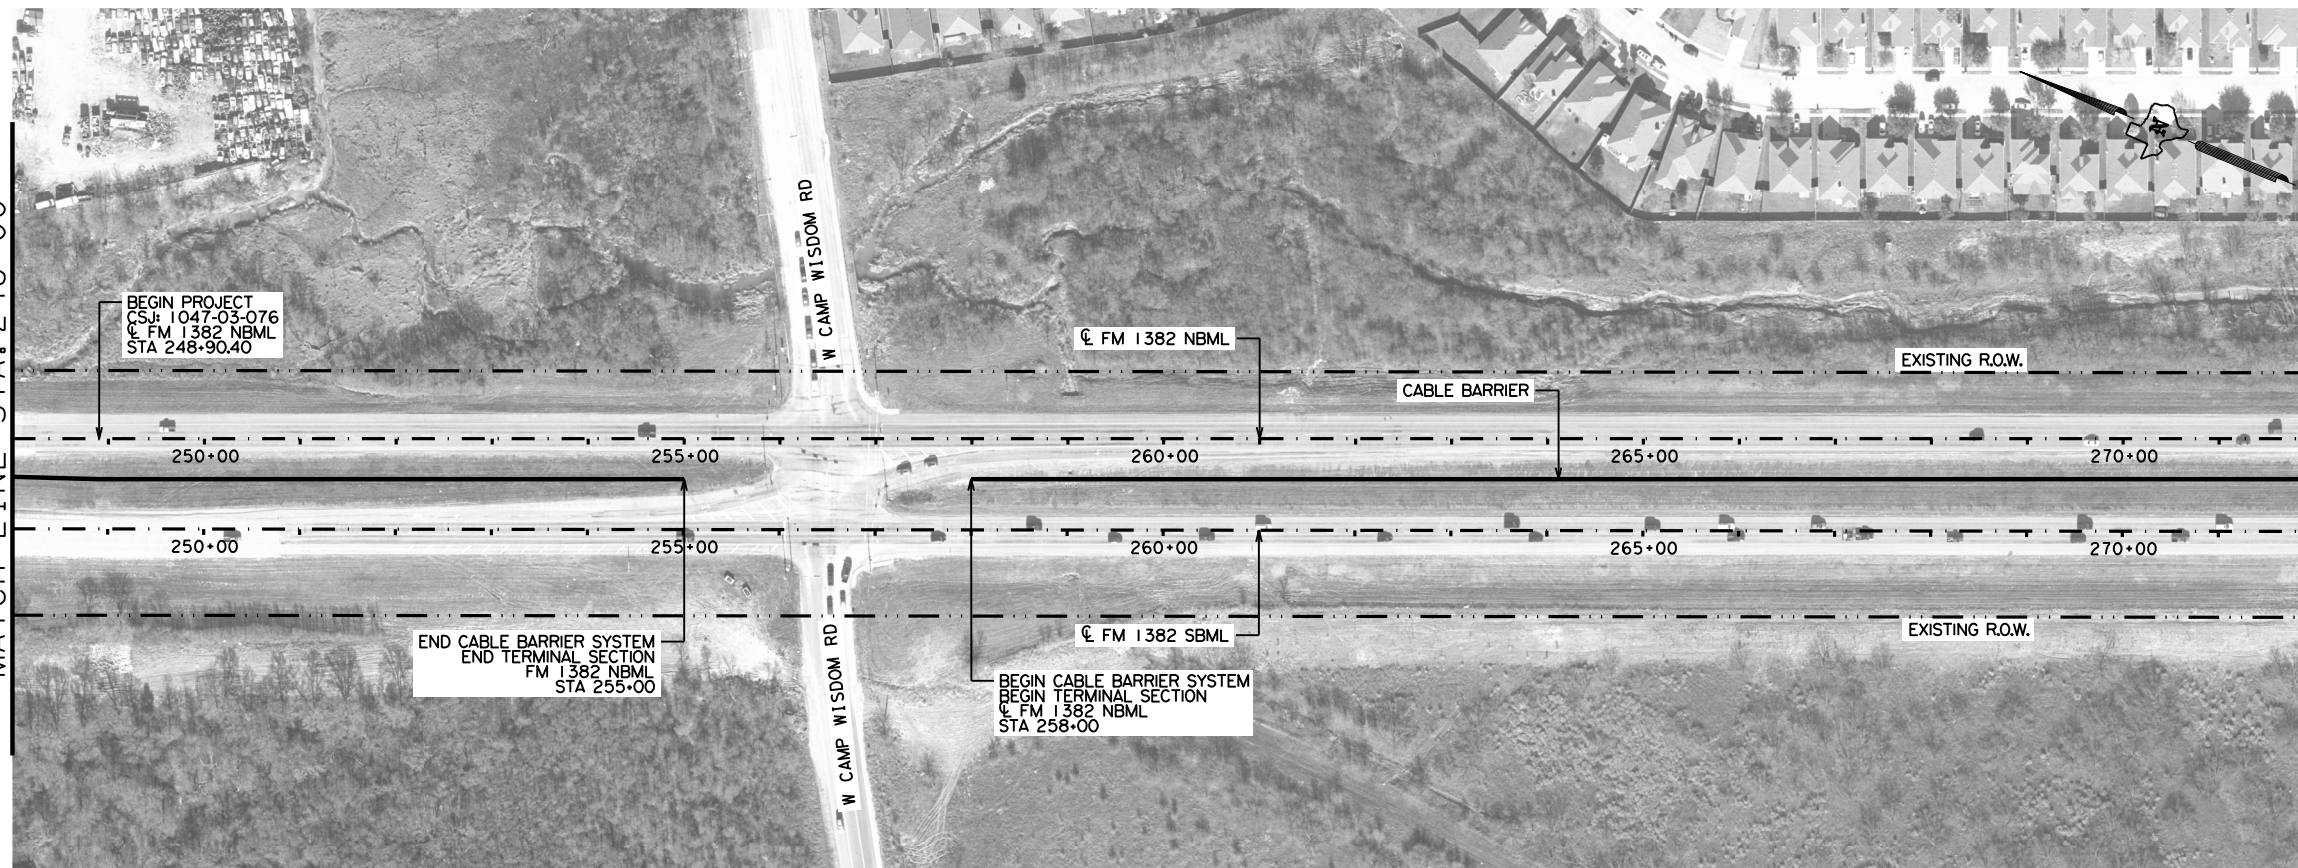 W CAMP WISDOM RD
BEGIN PROJECT
CSJ: 1047-03-076
℄ FM 1382 NBML
STA 248+90.40
℄ FM 1382 NBML
EXISTING R.O.W.
CABLE BARRIER
250+00
255+00
260+00
265+00
270+00
250+00
255+00
260+00
265+00
270+00
END CABLE BARRIER SYSTEM
END TERMINAL SECTION
FM 1382 NBML
STA 255+00
℄ FM 1382 SBML
EXISTING R.O.W.
BEGIN CABLE BARRIER SYSTEM
BEGIN TERMINAL SECTION
℄ FM 1382 NBML
STA 258+00
W CAMP WISDOM RD